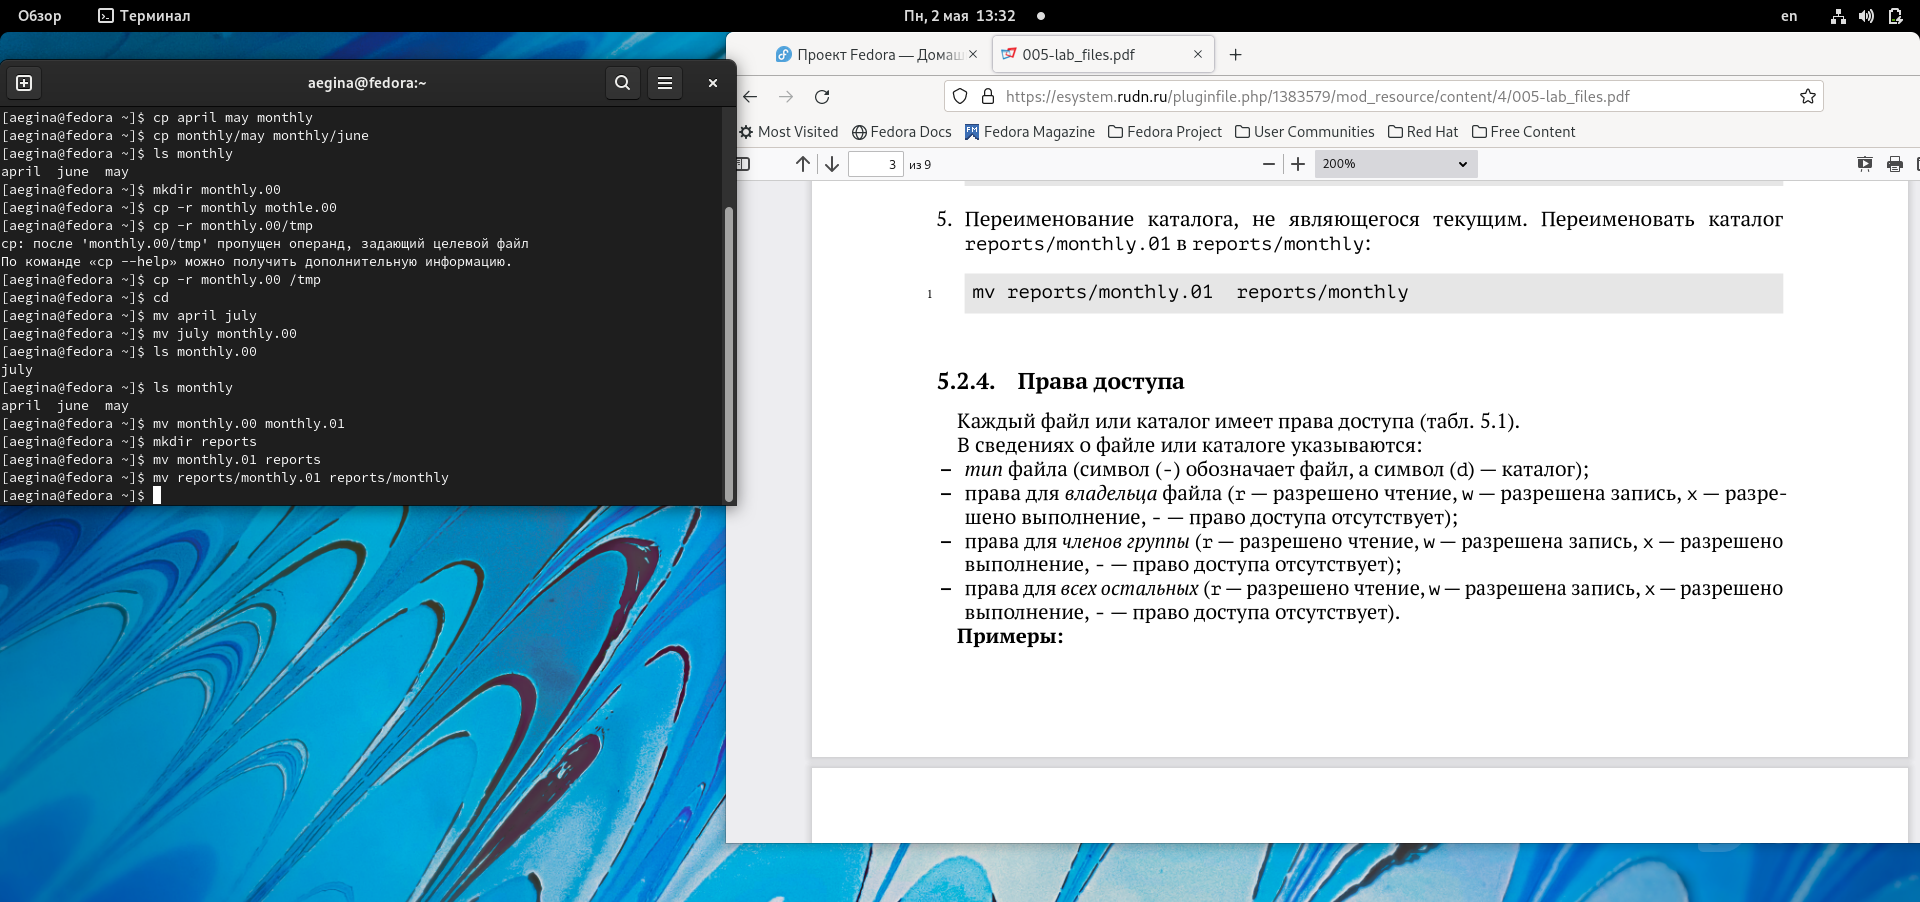 Обзор
Терминал
Пн, 2 мая 13:32
en
aegina@fedora:~
[aegina@fedora ~]$ cp april may monthly
[aegina@fedora ~]$ cp monthly/may monthly/june
[aegina@fedora ~]$ ls monthly
april  june  may
[aegina@fedora ~]$ mkdir monthly.00
[aegina@fedora ~]$ cp -r monthly mothle.00
[aegina@fedora ~]$ cp -r monthly.00/tmp
cp: после 'monthly.00/tmp' пропущен операнд, задающий целевой файл
По команде «cp --help» можно получить дополнительную информацию.
[aegina@fedora ~]$ cp -r monthly.00 /tmp
[aegina@fedora ~]$ cd
[aegina@fedora ~]$ mv april july
[aegina@fedora ~]$ mv july monthly.00
[aegina@fedora ~]$ ls monthly.00
july
[aegina@fedora ~]$ ls monthly
april  june  may
[aegina@fedora ~]$ mv monthly.00 monthly.01
[aegina@fedora ~]$ mkdir reports
[aegina@fedora ~]$ mv monthly.01 reports
[aegina@fedora ~]$ mv reports/monthly.01 reports/monthly
[aegina@fedora ~]$
Проект Fedora — Домаш
005-lab_files.pdf
https://esystem.rudn.ru/pluginfile.php/1383579/mod_resource/content/4/005-lab_files.pdf
Most Visited
Fedora Docs
Fedora Magazine
Fedora Project
User Communities
Red Hat
Free Content
3 из 9
200%
5. Переименование каталога, не являющегося текущим. Переименовать каталог
reports/monthly.01 в reports/monthly:
1
mv reports/monthly.01  reports/monthly
5.2.4. Права доступа
Каждый файл или каталог имеет права доступа (табл. 5.1).
В сведениях о файле или каталоге указываются:
– тип файла (символ (-) обозначает файл, а символ (d) — каталог);
– права для владельца файла (r — разрешено чтение, w — разрешена запись, x — разре-
шено выполнение, - — право доступа отсутствует);
– права для членов группы (r — разрешено чтение, w — разрешена запись, x — разрешено
выполнение, - — право доступа отсутствует);
– права для всех остальных (r — разрешено чтение, w — разрешена запись, x — разрешено
выполнение, - — право доступа отсутствует).
Примеры: